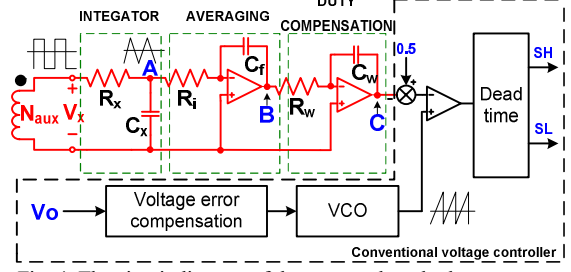 DUTY
INTEGATOR AVERAGING COMPENSATION
A Cf Cw 0.5 SH
Naux Vx Rx Ri Rw Dead time
Cx B C SL
Vo Voltage error compensation VCO
Conventional voltage controller